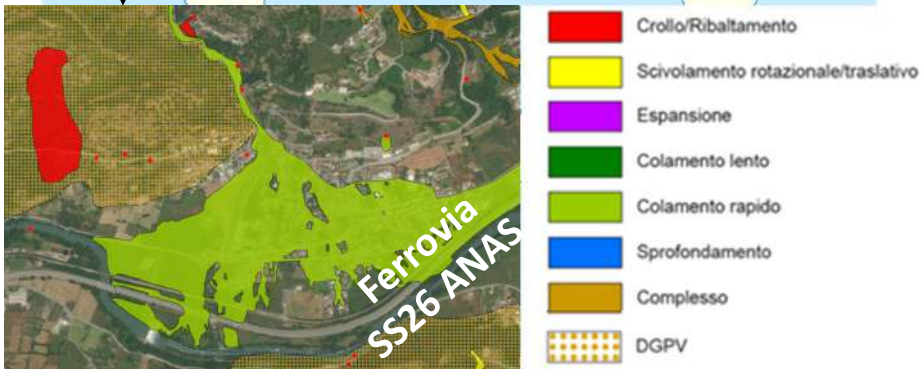 Ferrovia
SS26 ANAS
Crollo/Ribaltamento
Scivolamento rotazionale/traslativo
Espansione
Colamento lento
Colamento rapido
Sprofondamento
Complesso
DGPV